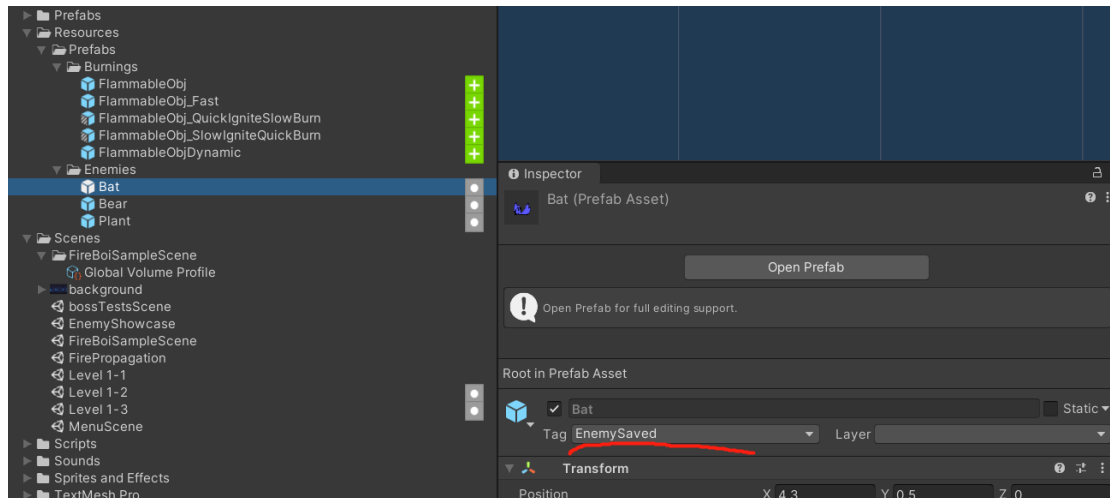 Prefabs
Resources
Prefabs
Burnings
FlammableObj
FlammableObj_Fast
FlammableObj_QuickIgniteSlowBurn
FlammableObj_SlowIgniteQuickBurn
FlammableObjDynamic
Enemies
Bat
Bear
Plant
Scenes
FireBoiSampleScene
Global Volume Profile
background
bossTestsScene
EnemyShowcase
FireBoiSampleScene
FirePropagation
Level 1-1
Level 1-2
Level 1-3
MenuScene
Scripts
Sounds
Sprites and Effects
TextMesh Pro
Inspector
Bat (Prefab Asset)
Open Prefab
Open Prefab for full editing support.
Root in Prefab Asset
Bat Static
Tag EnemySaved Layer
Transform
Position X 4.3 Y 0.5 Z 0